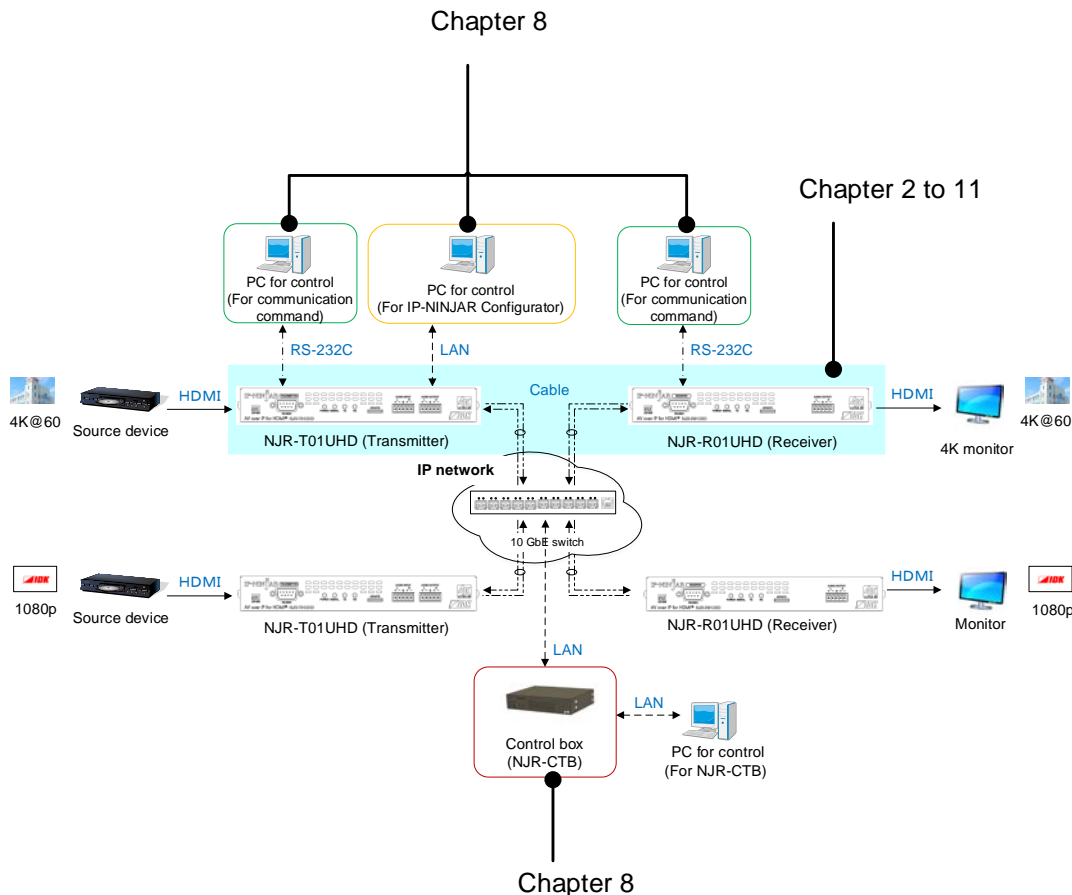 Chapter 8
Chapter 2 to 11
PC for control
(For communication
command)
PC for control
(For IP-NINJAR Configurator)
PC for control
(For communication
command)
RS-232C
LAN
RS-232C
4K@60
Source device
HDMI
NJR-T01UHD (Transmitter)
Cable
NJR-R01UHD (Receiver)
HDMI
4K monitor
4K@60
IP network
10 GbE switch
IDK
1080p
Source device
HDMI
NJR-T01UHD (Transmitter)
NJR-R01UHD (Receiver)
HDMI
Monitor
IDK
1080p
LAN
Control box
(NJR-CTB)
LAN
PC for control
(For NJR-CTB)
Chapter 8